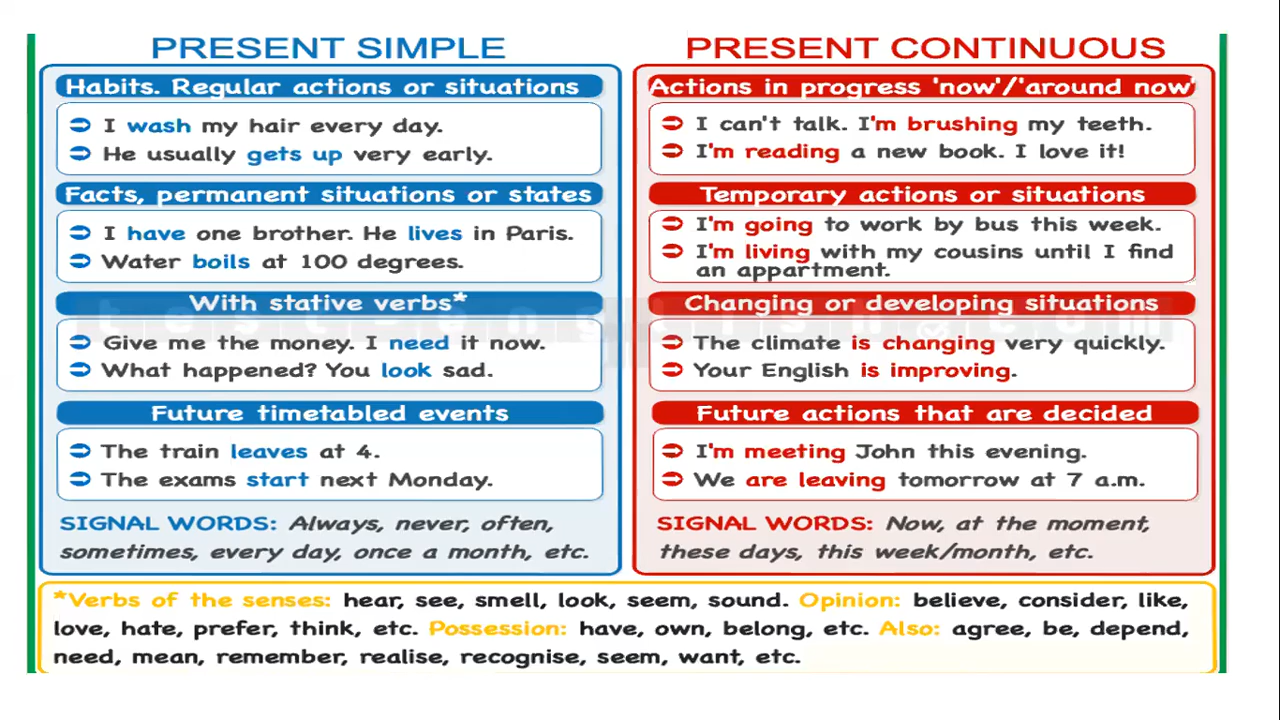 PRESENT SIMPLE
Habits. Regular actions or situations
I wash my hair every day.
He usually gets up very early.
Facts, permanent situations or states
I have one brother. He lives in Paris.
Water boils at 100 degrees.
With stative verbs*
Give me the money. I need it now.
What happened? You look sad.
Future timetabled events
The train leaves at 4.
The exams start next Monday.
SIGNAL WORDS: Always, never, often,
sometimes, every day, once a month, etc.
PRESENT CONTINUOUS
Actions in progress 'now'/'around now'
I can't talk. I'm brushing my teeth.
I'm reading a new book. I love it!
Temporary actions or situations
I'm going to work by bus this week.
I'm living with my cousins until I find
an appartment.
Changing or developing situations
The climate is changing very quickly.
Your English is improving.
Future actions that are decided
I'm meeting John this evening.
We are leaving tomorrow at 7 a.m.
SIGNAL WORDS: Now, at the moment,
these days, this week/month, etc.
test-english.com
*Verbs of the senses: hear, see, smell, look, seem, sound. Opinion: believe, consider, like,
love, hate, prefer, think, etc. Possession: have, own, belong, etc. Also: agree, be, depend,
need, mean, remember, realise, recognise, seem, want, etc.